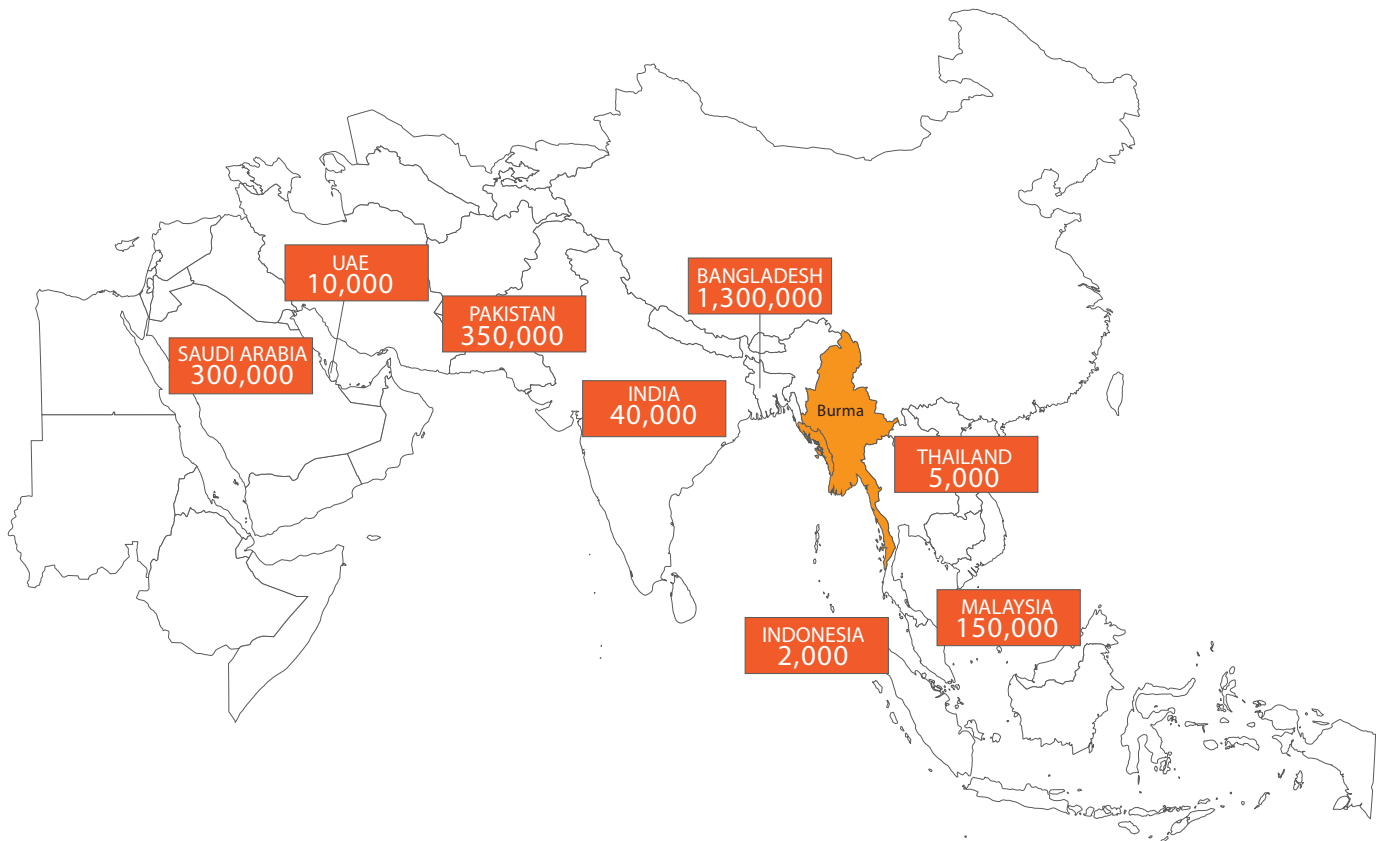 UAE
10,000
BANGLADESH
1,300,000
PAKISTAN
350,000
SAUDI ARABIA
300,000
INDIA
40,000
Burma
THAILAND
5,000
MALAYSIA
150,000
INDONESIA
2,000